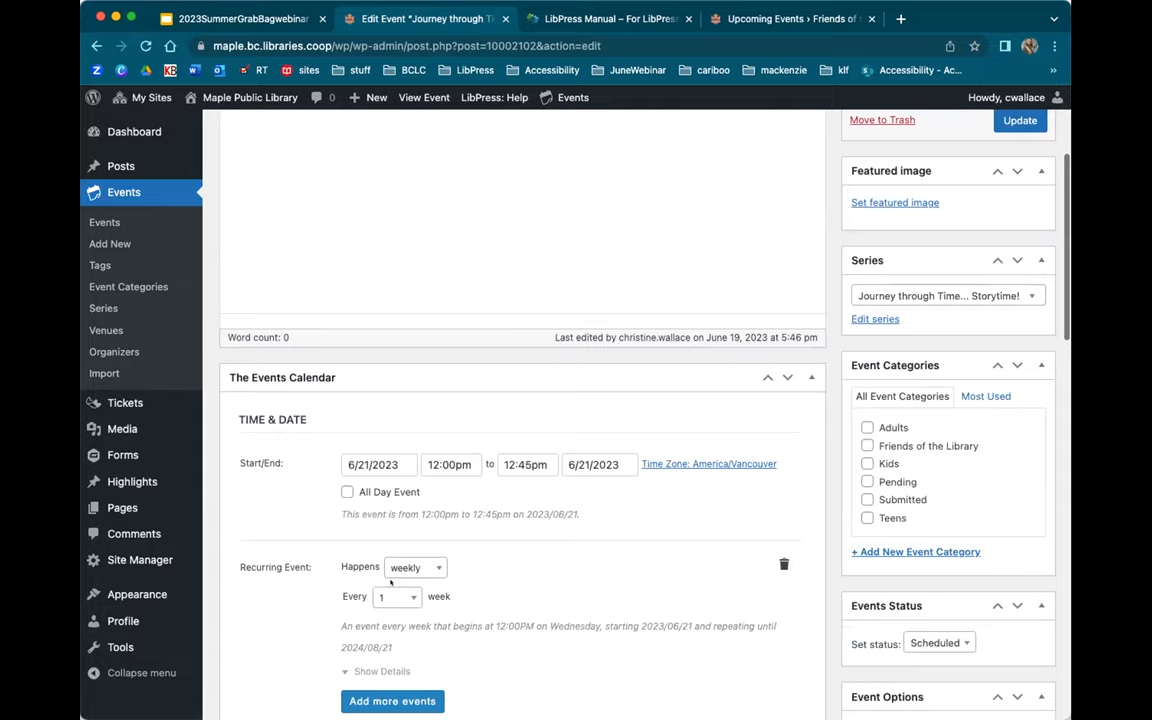 2023SummerGrabBagwebinar
Edit Event “Journey through Ti
LibPress Manual – For LibPress
Upcoming Events › Friends of
maple.bc.libraries.coop/wp/wp-admin/post.php?post=10002102&action=edit
RT
sites
stuff
BCLC
LibPress
Accessibility
JuneWebinar
cariboo
mackenzie
klf
Accessibility - Ac...
My Sites
Maple Public Library
0
New
View Event
LibPress: Help
Events
Howdy, cwallace
Dashboard
Posts
Events
Events
Add New
Tags
Event Categories
Series
Venues
Organizers
Import
Tickets
Media
Forms
Highlights
Pages
Comments
Site Manager
Appearance
Profile
Tools
Collapse menu
Word count: 0
Last edited by christine.wallace on June 19, 2023 at 5:46 pm
The Events Calendar
TIME & DATE
Start/End:
6/21/2023
12:00pm
to
12:45pm
6/21/2023
Time Zone: America/Vancouver
All Day Event
This event is from 12:00pm to 12:45pm on 2023/06/21.
Recurring Event:
Happens
weekly
Every
1
week
An event every week that begins at 12:00PM on Wednesday, starting 2023/06/21 and repeating until
2024/08/21
Show Details
Add more events
Move to Trash
Update
Featured image
Set featured image
Series
Journey through Time... Storytime!
Edit series
Event Categories
All Event Categories
Most Used
Adults
Friends of the Library
Kids
Pending
Submitted
Teens
+ Add New Event Category
Events Status
Set status:
Scheduled
Event Options